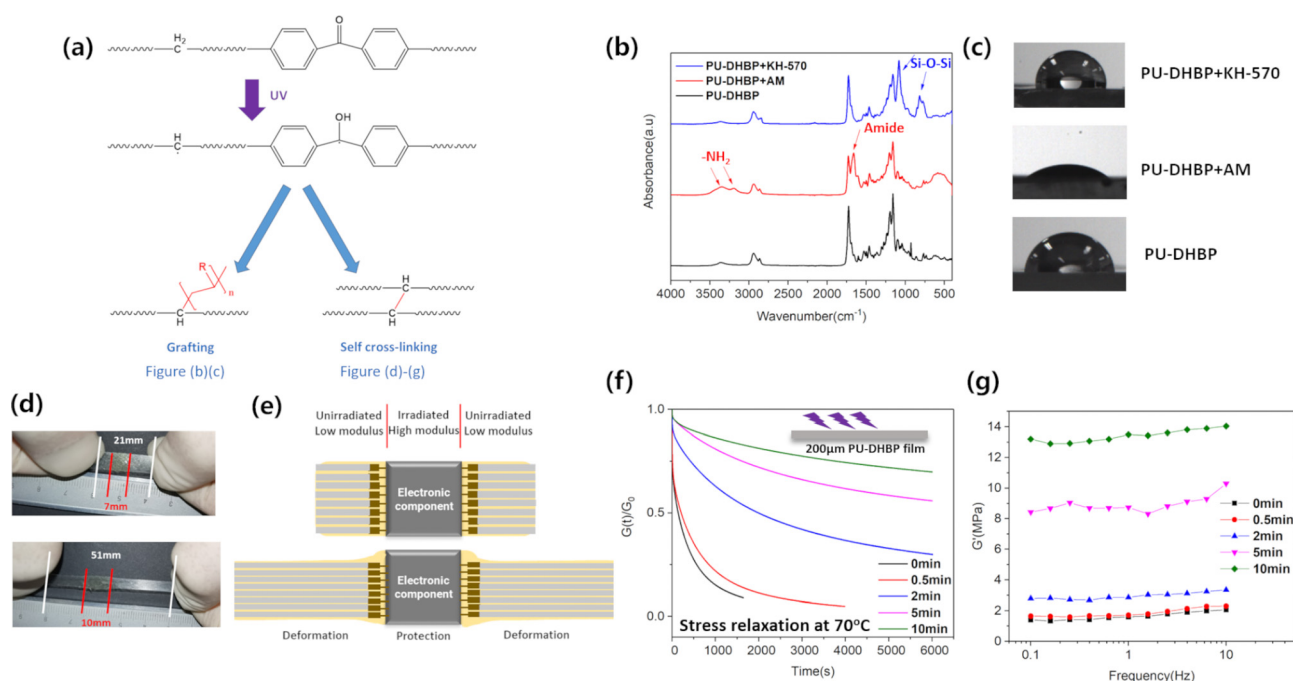 (a)
H₂
C
O
UV
OH
C
·
·
R
n
C
H
H
C
C
H
Grafting
Self cross-linking
Figure (b)(c)
Figure (d)-(g)
(b)
PU-DHBP+KH-570
PU-DHBP+AM
PU-DHBP
Si-O-Si
Amide
-NH₂
Absorbance(a.u)
4000 3500 3000 2500 2000 1500 1000 500
Wavenumber(cm⁻¹)
(c)
PU-DHBP+KH-570
PU-DHBP+AM
PU-DHBP
(d)
21mm
7mm
51mm
10mm
(e)
Unirradiated
Low modulus
Irradiated
High modulus
Unirradiated
Low modulus
Electronic
component
Electronic
component
Deformation
Protection
Deformation
(f)
1.0
0.5
0.0
G(t)/G₀
200μm PU-DHBP film
0min
0.5min
2min
5min
10min
Stress relaxation at 70°C
0 1000 2000 3000 4000 5000 6000
Time(s)
(g)
14
12
10
8
6
4
2
0
G'(MPa)
0min
0.5min
2min
5min
10min
0.1 1 10
Frequency(Hz)